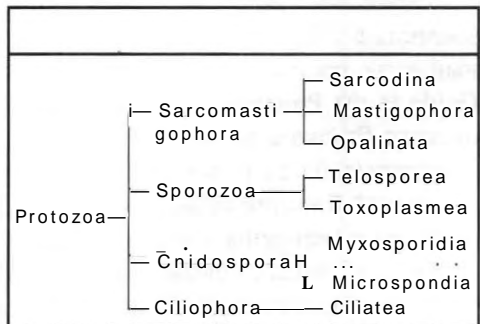 Sarcodina
Sarcomasti
gophora
Mastigophora
Opalinata
Sporozoa
Telosporea
Toxoplasmea
Protozoa
Cnidospora
Myxosporidia
...
Microspondia
Ciliophora
Ciliatea